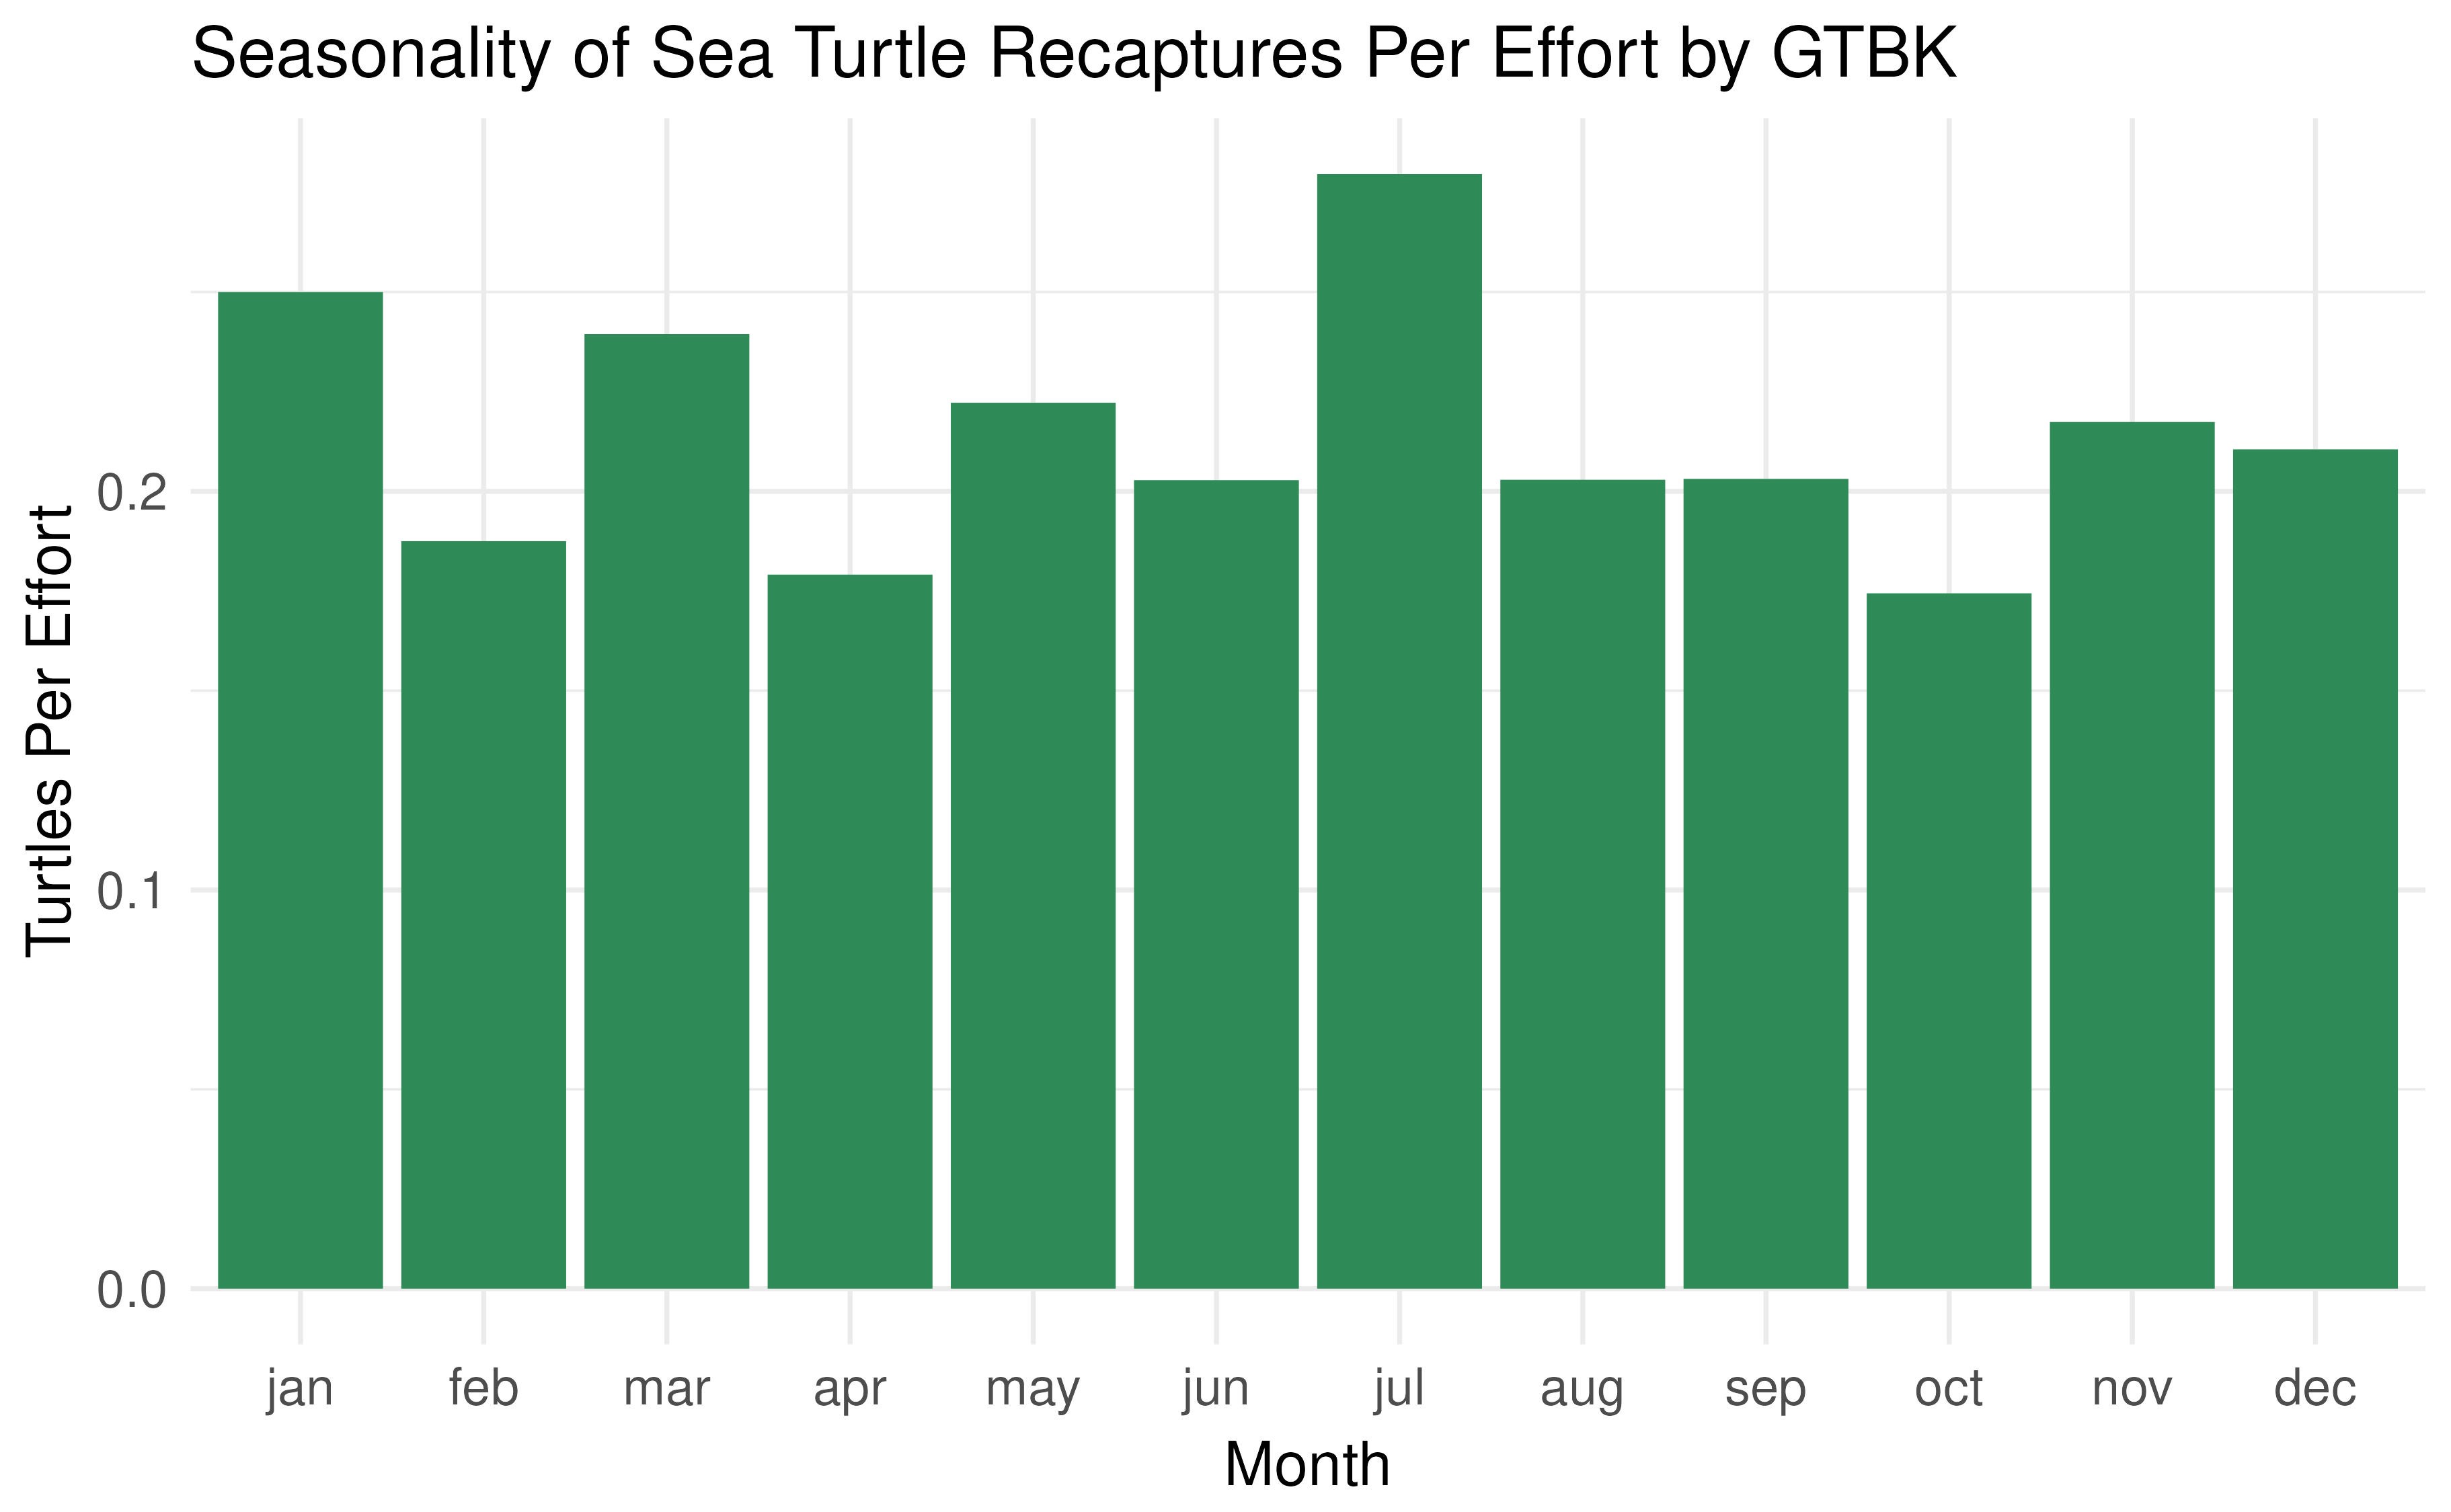 Seasonality of Sea Turtle Recaptures Per Effort by GTBK
Turtles Per Effort
0.2
0.1
0.0
jan feb mar apr may jun jul aug sep oct nov dec
Month